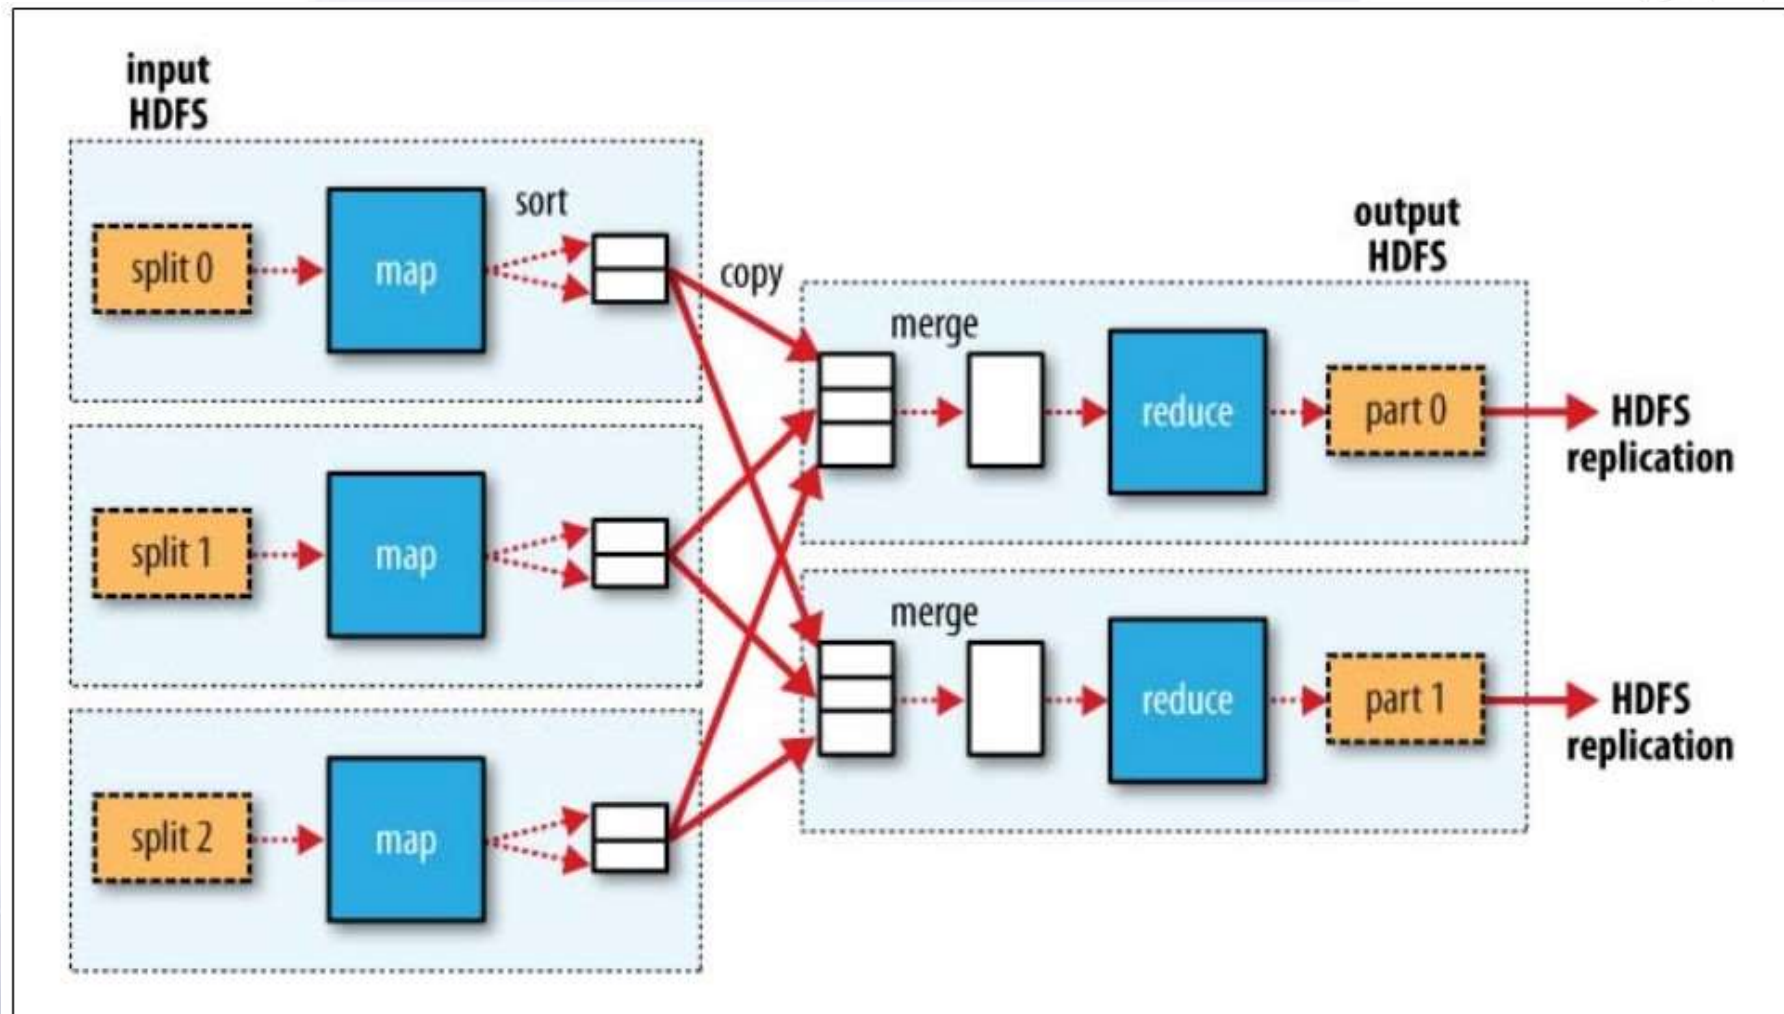 input
HDFS
split 0
map
sort
copy
split 1
map
split 2
map
output
HDFS
merge
reduce
part 0
HDFS
replication
merge
reduce
part 1
HDFS
replication